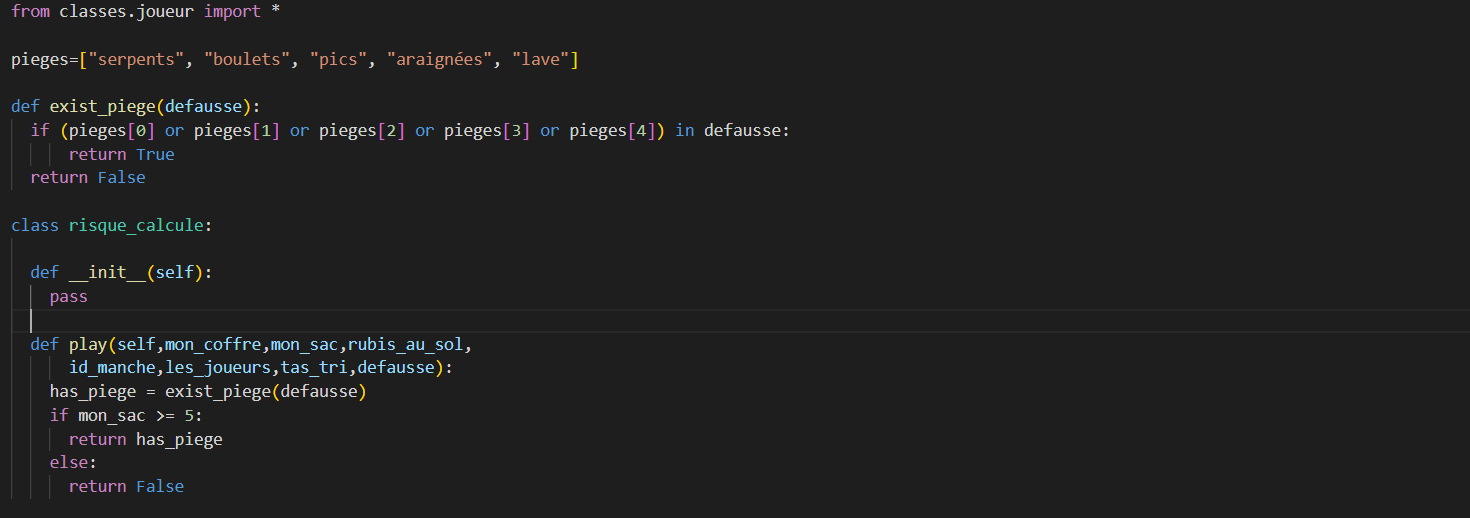 from classes.joueur import *
pieges=["serpents", "boulets", "pics", "araignées", "lave"]
def exist_piege(defausse):
if (pieges[0] or pieges[1] or pieges[2] or pieges[3] or pieges[4]) in defausse:
return True
return False
class risque_calcule:
def __init__(self):
pass
def play(self,mon_coffre,mon_sac,rubis_au_sol,
id_manche,les_joueurs,tas_tri,defausse):
has_piege = exist_piege(defausse)
if mon_sac >= 5:
return has_piege
else:
return False